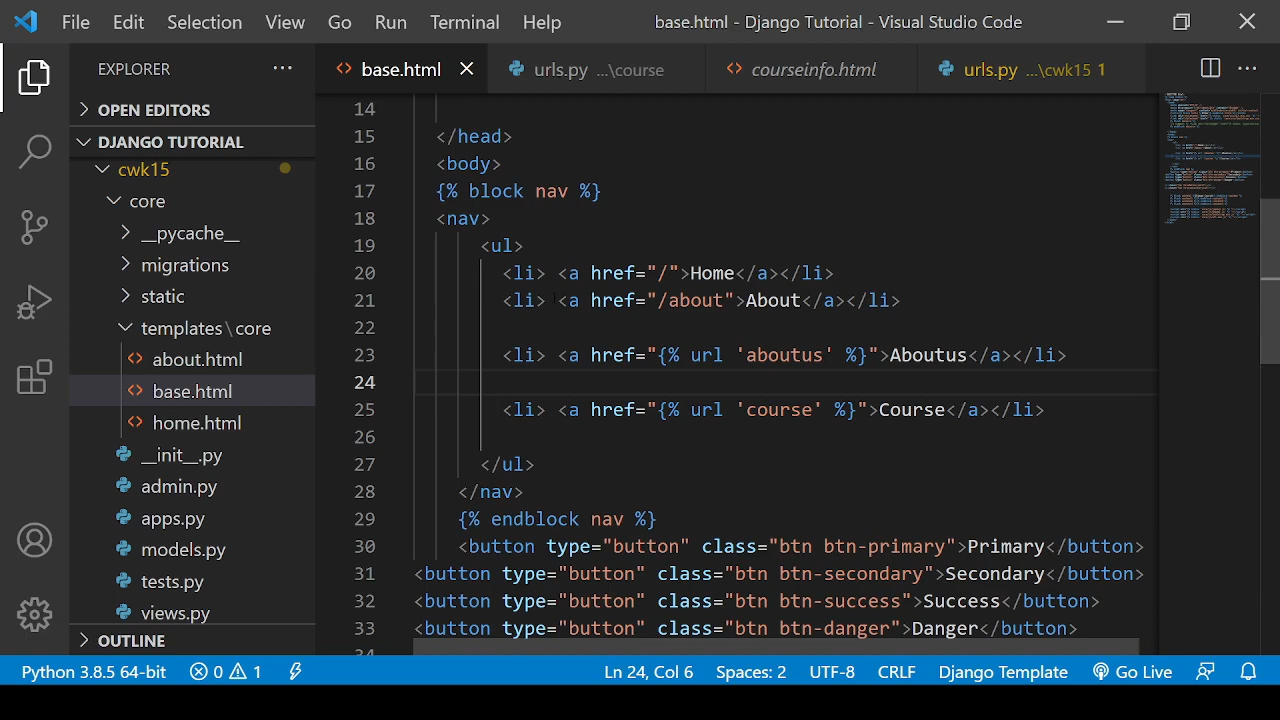 File Edit Selection View Go Run Terminal Help base.html - Django Tutorial - Visual Studio Code
EXPLORER
base.html urls.py ...\course courseinfo.html urls.py ...\cwk15 1
OPEN EDITORS
DJANGO TUTORIAL
cwk15
core
__pycache__
migrations
static
templates\core
about.html
base.html
home.html
__init__.py
admin.py
apps.py
models.py
tests.py
views.py
OUTLINE
14
15 </head>
16 <body>
17 {% block nav %}
18 <nav>
19 <ul>
20 <li> <a href="/">Home</a></li>
21 <li> <a href="/about">About</a></li>
22
23 <li> <a href="{% url 'aboutus' %}">Aboutus</a></li>
24
25 <li> <a href="{% url 'course' %}">Course</a></li>
26
27 </ul>
28 </nav>
29 {% endblock nav %}
30 <button type="button" class="btn btn-primary">Primary</button>
31 <button type="button" class="btn btn-secondary">Secondary</button>
32 <button type="button" class="btn btn-success">Success</button>
33 <button type="button" class="btn btn-danger">Danger</button>
Python 3.8.5 64-bit 0 1 Ln 24, Col 6 Spaces: 2 UTF-8 CRLF Django Template Go Live